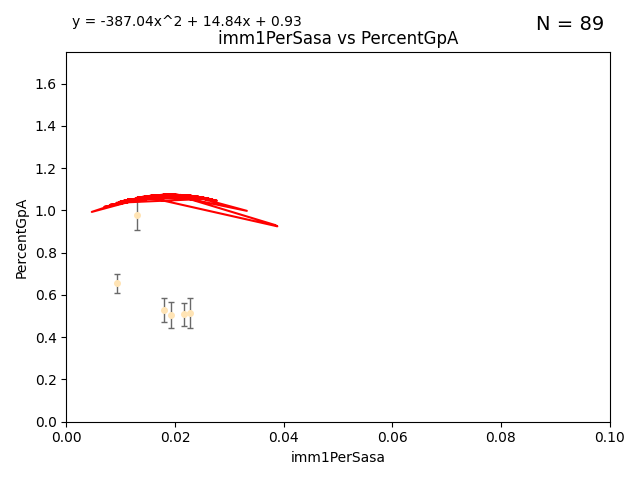 y = -387.04x^2 + 14.84x + 0.93
N = 89
imm1PerSasa vs PercentGpA
1.6
1.4
1.2
1.0
0.8
0.6
0.4
0.2
0.0
PercentGpA
0.00 0.02 0.04 0.06 0.08 0.10
imm1PerSasa